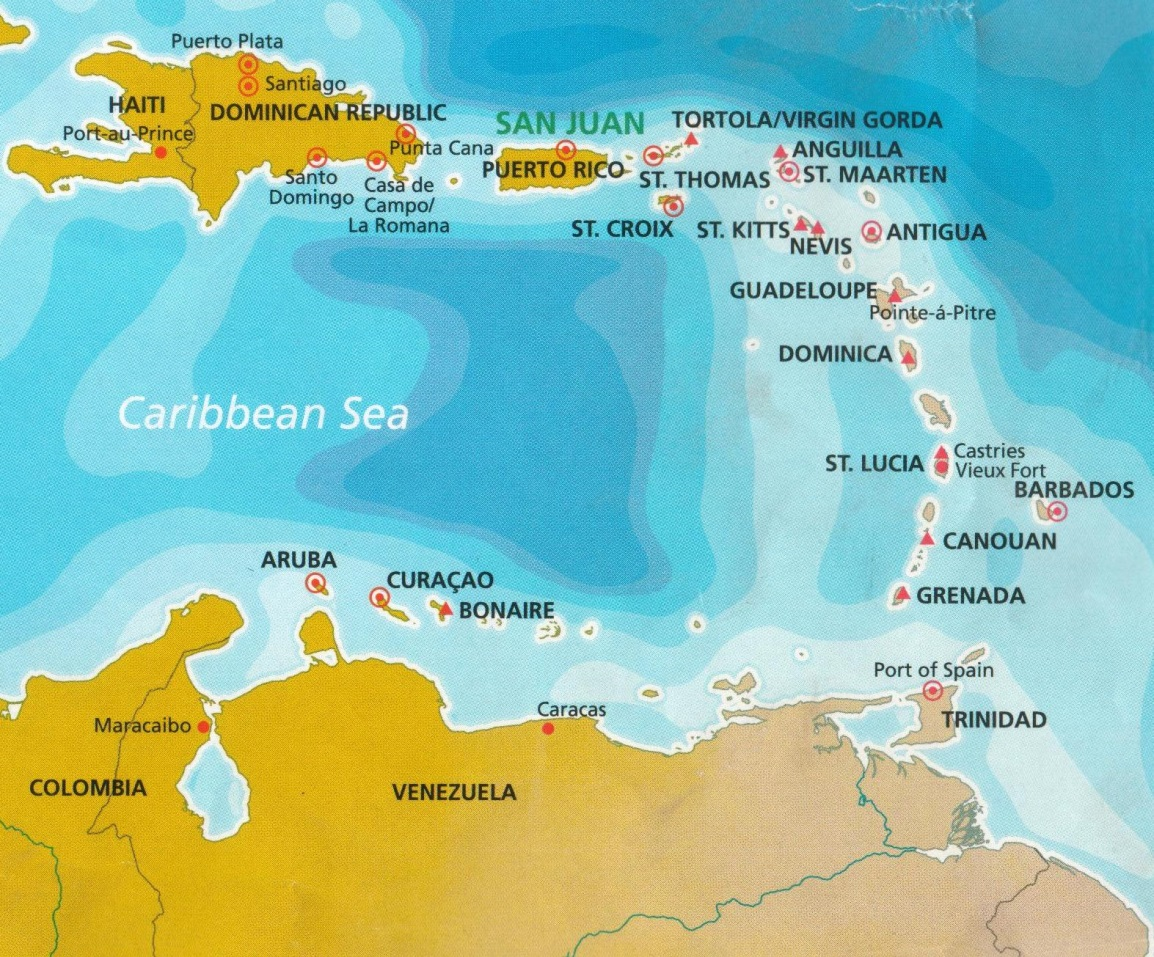 Puerto Plata
Santiago
HAITI
DOMINICAN REPUBLIC
Port-au-Prince
Punta Cana
Santo
Domingo
Casa de
Campo/
La Romana
SAN JUAN
PUERTO RICO
TORTOLA/VIRGIN GORDA
ANGUILLA
ST. THOMAS
ST. MAARTEN
ST. CROIX
ST. KITTS
NEVIS
ANTIGUA
GUADELOUPE
Pointe-á-Pitre
DOMINICA
Caribbean Sea
ST. LUCIA
Castries
Vieux Fort
BARBADOS
CANOUAN
ARUBA
CURAÇAO
BONAIRE
GRENADA
Port of Spain
TRINIDAD
Maracaibo
Caracas
COLOMBIA
VENEZUELA